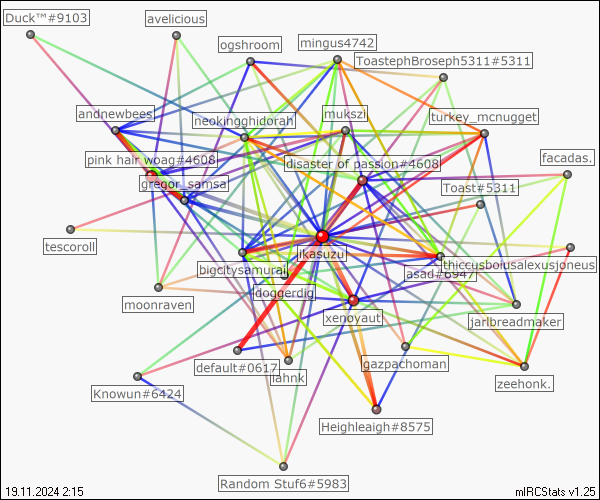 Duck™#9103
avelicious
ogshroom
mingus4742
ToastephBroseph5311#5311
andnewbees
neokingghidorah
mukszi
turkey_mcnugget
pink hair woag#4608
disaster of passion#4608
facadas.
gregor_samsa
Toast#5311
tescoroll
ikasuzu
bigcitysamurai
asad#6947
thiccusboiusalexusjoneus
moonraven
doggerdig
xenoyaut
jarlbreadmaker
default#0617
llahnk
gazpachoman
zeehonk.
Knowun#6424
Heighleaigh#8575
Random Stuf6#5983
19.11.2024 2:15
mIRCStats v1.25